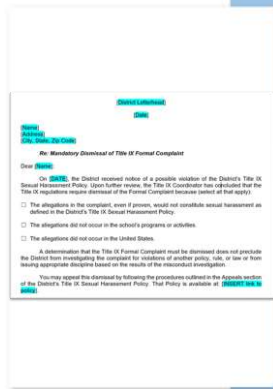 [District Letterhead]
[Date]
[Name]
[Address]
[City, State, Zip Code]
Re: Mandatory Dismissal of Title IX Formal Complaint
Dear [Name]:
On [DATE], the District received notice of a possible violation of the District's Title IX
Sexual Harassment Policy. Upon further review, the Title IX Coordinator has concluded that the
Title IX regulations require dismissal of the Formal Complaint because (select all that apply):
☐ The allegations in the complaint, even if proven, would not constitute sexual harassment as
defined in the District's Title IX Sexual Harassment Policy.
☐ The allegations did not occur in the school's programs or activities.
☐ The allegations did not occur in the United States.
A determination that the Title IX Formal Complaint must be dismissed does not preclude
the District from investigating the complaint for violations of another policy, rule, or law or from
issuing appropriate discipline based on the results of the misconduct investigation.
You may appeal this dismissal by following the procedures outlined in the Appeals section
of the District's Title IX Sexual Harassment Policy. That Policy is available at: [INSERT link to
policy].